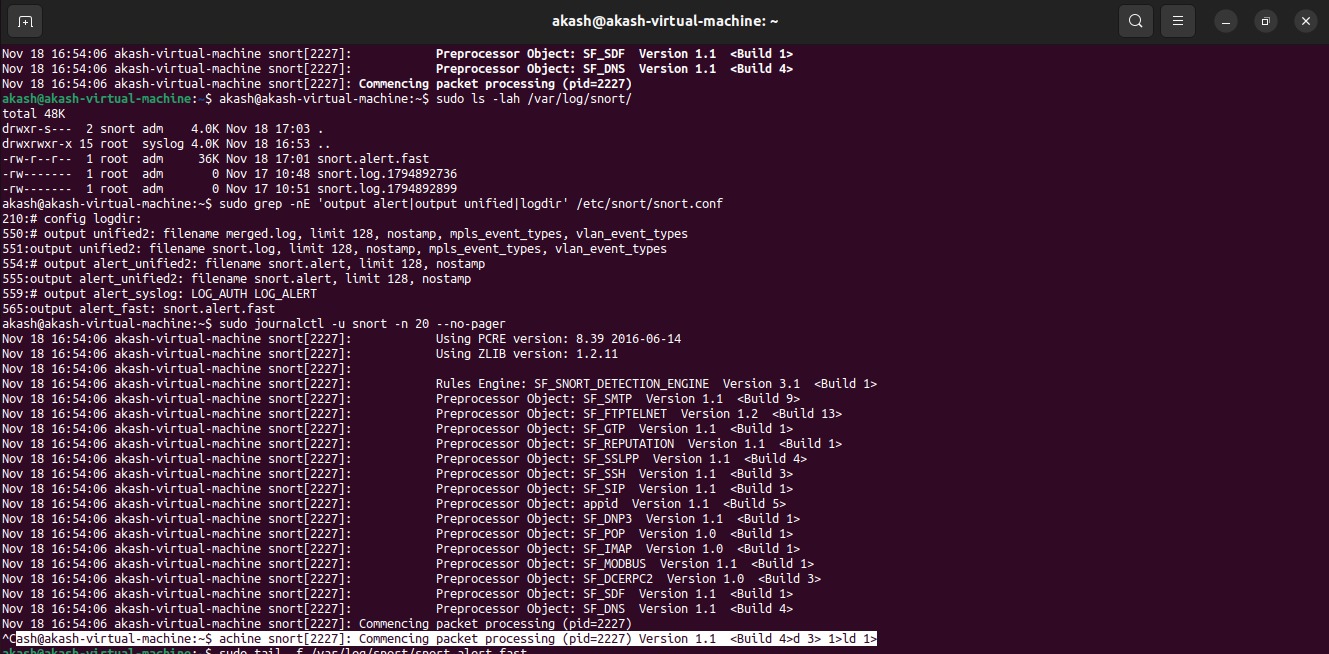 akash@akash-virtual-machine: ~
Nov 18 16:54:06 akash-virtual-machine snort[2227]:            Preprocessor Object: SF_SDF  Version 1.1  <Build 1>
Nov 18 16:54:06 akash-virtual-machine snort[2227]:            Preprocessor Object: SF_DNS  Version 1.1  <Build 4>
Nov 18 16:54:06 akash-virtual-machine snort[2227]: Commencing packet processing (pid=2227)
akash@akash-virtual-machine:~$ akash@akash-virtual-machine:~$ sudo ls -lah /var/log/snort/
total 48K
drwxr-s---  2 snort adm    4.0K Nov 18 17:03 .
drwxrwxr-x 15 root  syslog 4.0K Nov 18 16:53 ..
-rw-r--r--  1 root  adm     36K Nov 18 17:01 snort.alert.fast
-rw-------  1 root  adm       0 Nov 17 10:48 snort.log.1794892736
-rw-------  1 root  adm       0 Nov 17 10:51 snort.log.1794892899
akash@akash-virtual-machine:~$ sudo grep -nE 'output alert|output unified|logdir' /etc/snort/snort.conf
210:# config logdir:
550:# output unified2: filename merged.log, limit 128, nostamp, mpls_event_types, vlan_event_types
551:output unified2: filename snort.log, limit 128, nostamp, mpls_event_types, vlan_event_types
554:# output alert_unified2: filename snort.alert, limit 128, nostamp
555:output alert_unified2: filename snort.alert, limit 128, nostamp
559:# output alert_syslog: LOG_AUTH LOG_ALERT
565:output alert_fast: snort.alert.fast
akash@akash-virtual-machine:~$ sudo journalctl -u snort -n 20 --no-pager
Nov 18 16:54:06 akash-virtual-machine snort[2227]:            Using PCRE version: 8.39 2016-06-14
Nov 18 16:54:06 akash-virtual-machine snort[2227]:            Using ZLIB version: 1.2.11
Nov 18 16:54:06 akash-virtual-machine snort[2227]:
Nov 18 16:54:06 akash-virtual-machine snort[2227]:            Rules Engine: SF_SNORT_DETECTION_ENGINE  Version 3.1  <Build 1>
Nov 18 16:54:06 akash-virtual-machine snort[2227]:            Preprocessor Object: SF_SMTP  Version 1.1  <Build 9>
Nov 18 16:54:06 akash-virtual-machine snort[2227]:            Preprocessor Object: SF_FTPTELNET  Version 1.2  <Build 13>
Nov 18 16:54:06 akash-virtual-machine snort[2227]:            Preprocessor Object: SF_GTP  Version 1.1  <Build 1>
Nov 18 16:54:06 akash-virtual-machine snort[2227]:            Preprocessor Object: SF_REPUTATION  Version 1.1  <Build 1>
Nov 18 16:54:06 akash-virtual-machine snort[2227]:            Preprocessor Object: SF_SSLPP  Version 1.1  <Build 4>
Nov 18 16:54:06 akash-virtual-machine snort[2227]:            Preprocessor Object: SF_SSH  Version 1.1  <Build 3>
Nov 18 16:54:06 akash-virtual-machine snort[2227]:            Preprocessor Object: SF_SIP  Version 1.1  <Build 1>
Nov 18 16:54:06 akash-virtual-machine snort[2227]:            Preprocessor Object: appid  Version 1.1  <Build 5>
Nov 18 16:54:06 akash-virtual-machine snort[2227]:            Preprocessor Object: SF_DNP3  Version 1.1  <Build 1>
Nov 18 16:54:06 akash-virtual-machine snort[2227]:            Preprocessor Object: SF_POP  Version 1.0  <Build 1>
Nov 18 16:54:06 akash-virtual-machine snort[2227]:            Preprocessor Object: SF_IMAP  Version 1.0  <Build 1>
Nov 18 16:54:06 akash-virtual-machine snort[2227]:            Preprocessor Object: SF_MODBUS  Version 1.1  <Build 1>
Nov 18 16:54:06 akash-virtual-machine snort[2227]:            Preprocessor Object: SF_DCERPC2  Version 1.0  <Build 3>
Nov 18 16:54:06 akash-virtual-machine snort[2227]:            Preprocessor Object: SF_SDF  Version 1.1  <Build 1>
Nov 18 16:54:06 akash-virtual-machine snort[2227]:            Preprocessor Object: SF_DNS  Version 1.1  <Build 4>
Nov 18 16:54:06 akash-virtual-machine snort[2227]: Commencing packet processing (pid=2227)
^Cash@akash-virtual-machine:~$ achine snort[2227]: Commencing packet processing (pid=2227) Version 1.1  <Build 4>d 3> 1>ld 1>
akash@akash-virtual-machine:~$ sudo tail -f /var/log/snort/snort.alert.fast